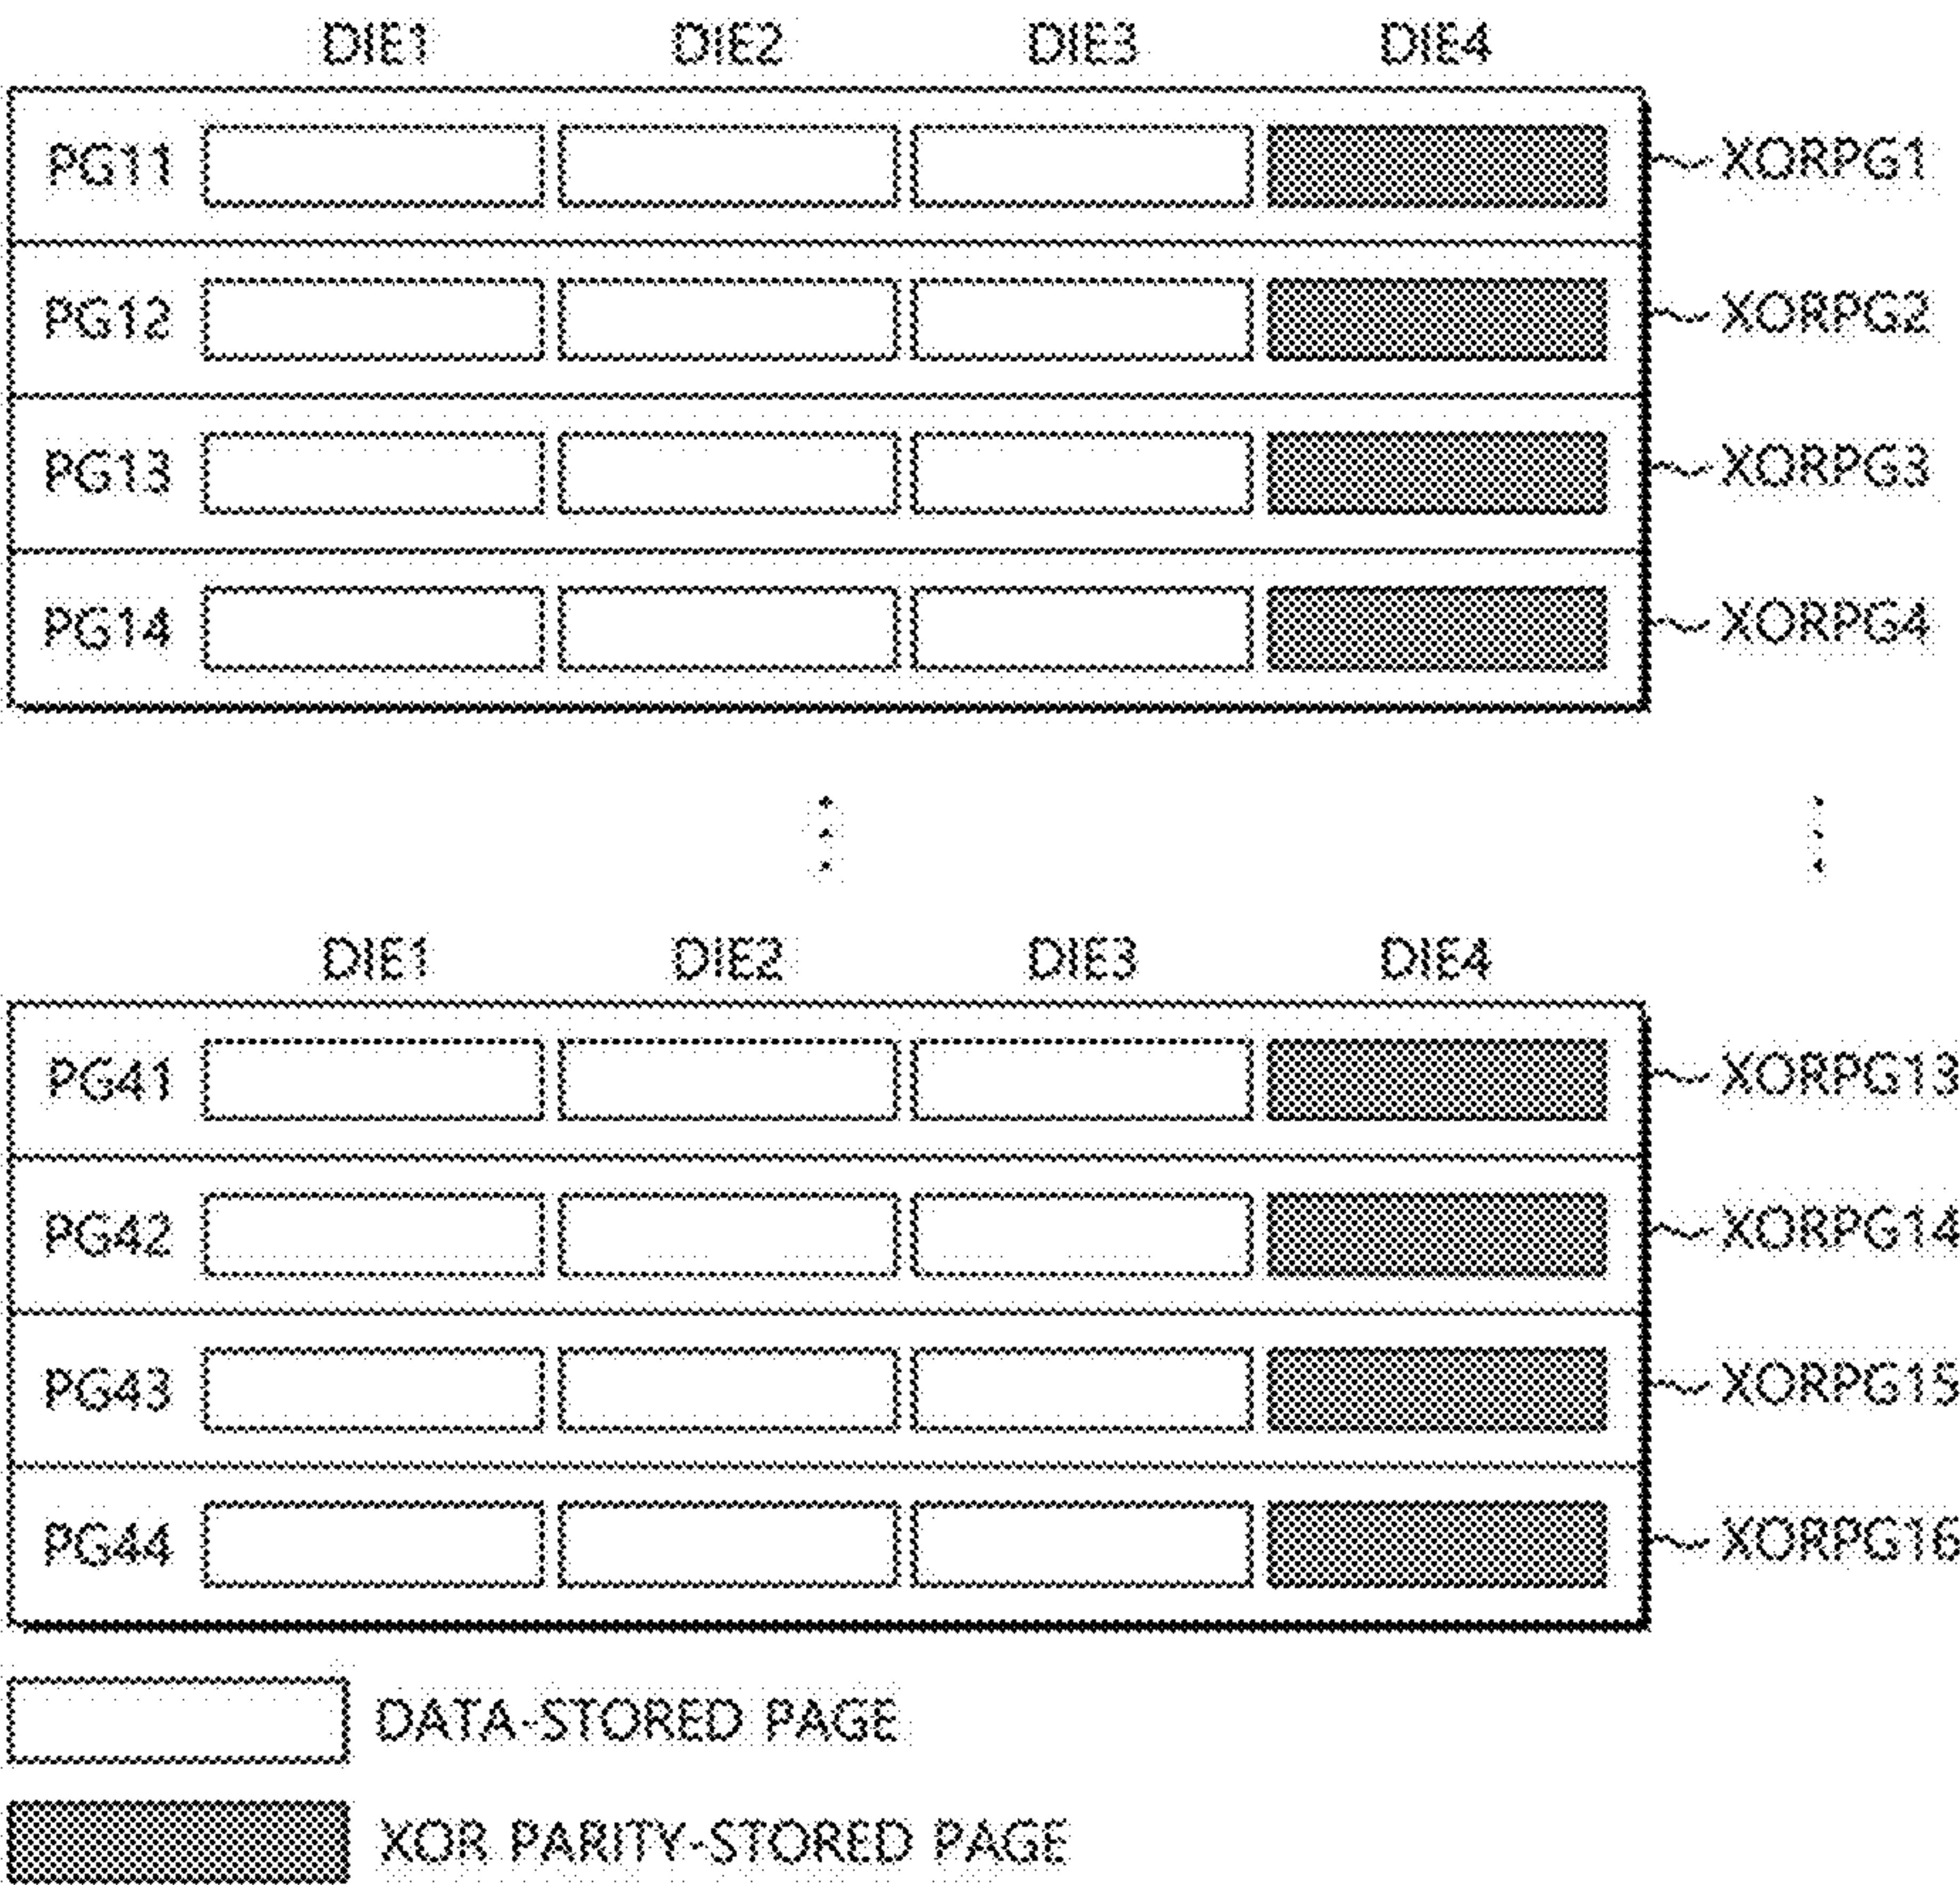 DIE1 DIE2 DIE3 DIE4
PG11 XORPG1
PG12 XORPG2
PG13 XORPG3
PG14 XORPG4
DIE1 DIE2 DIE3 DIE4
PG41 XORPG13
PG42 XORPG14
PG43 XORPG15
PG44 XORPG16
DATA-STORED PAGE
XOR PARITY-STORED PAGE